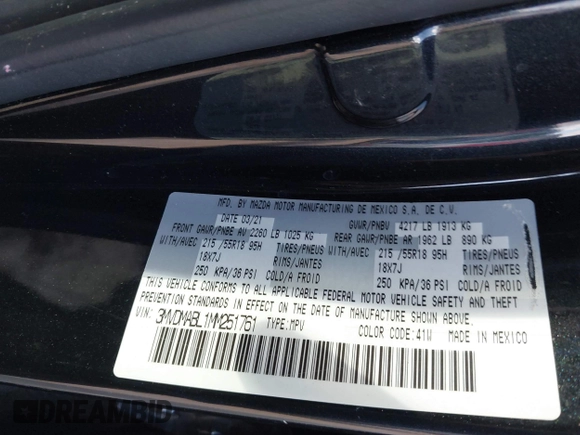 MFD. BY MAZDA MOTOR MANUFACTURING DE MEXICO S.A. DE C.V.
DATE 03/21 GVWR/PNBV 4217 LB 1913 KG
FRONT GAWR/PNBE AV 2260 LB 1025 KG REAR GAWR/PNBE AR 1962 LB 890 KG
WITH/AVEC 215 /55R18 95H TIRES/PNEUS WITH/AVEC 215 /55R18 95H TIRES/PNEUS
18X7J RIMS/JANTES 18X7J RIMS/JANTES
250 KPA/36 PSI COLD/A FROID 250 KPA/36 PSI COLD/A FROID
THIS VEHICLE CONFORMS TO ALL APPLICABLE FEDERAL MOTOR VEHICLE SAFETY AND THEFT
PREVENTION STANDARDS IN EFFECT ON THE DATE OF MANUFACTURE SHOWN ABOVE.
VIN: 3MVDMABL1MM251761 TYPE: MPV COLOR CODE: 41W MADE IN MEXICO
DREAMBID